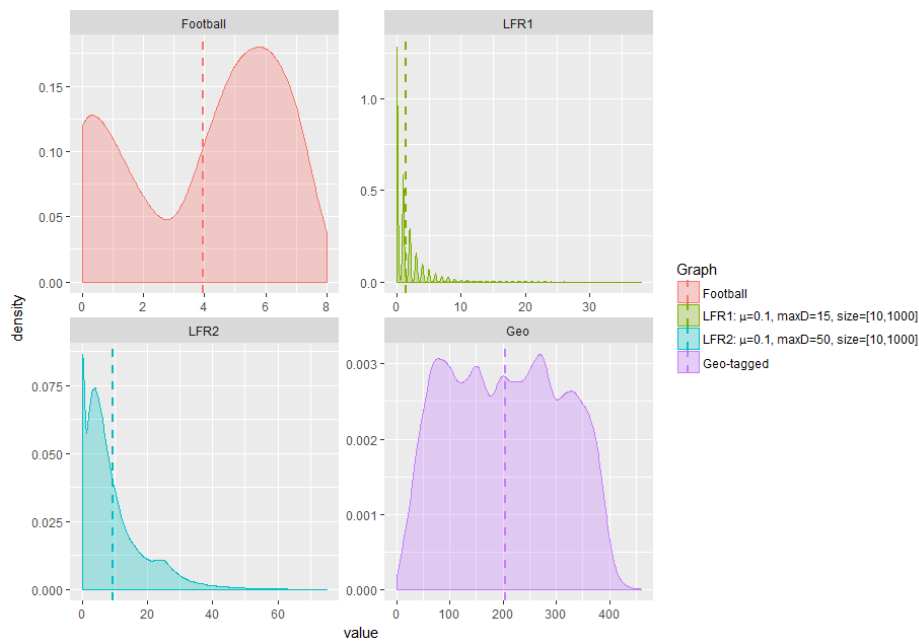 Football
LFR1
0.15
0.10
0.05
0.00
0 2 4 6 8
1.0
0.5
0.0
0 10 20 30
density
LFR2
Geo
0.075
0.050
0.025
0.000
0 20 40 60
0.003
0.002
0.001
0.000
0 100 200 300 400
value
Graph
Football
LFR1: μ=0.1, maxD=15, size=[10,1000]
LFR2: μ=0.1, maxD=50, size=[10,1000]
Geo-tagged